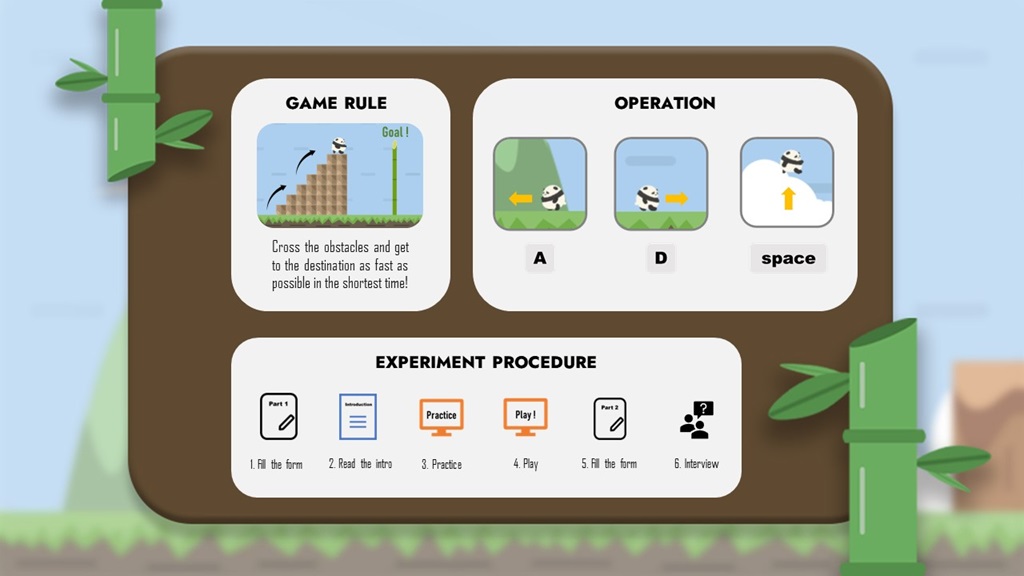 GAME RULE
Goal !
Cross the obstacles and get
to the destination as fast as
possible in the shortest time!
OPERATION
A
D
space
EXPERIMENT PROCEDURE
Part 1
Introduction
Practice
Play !
Part 2
?
1. Fill the form
2. Read the intro
3. Practice
4. Play
5. Fill the form
6. Interview